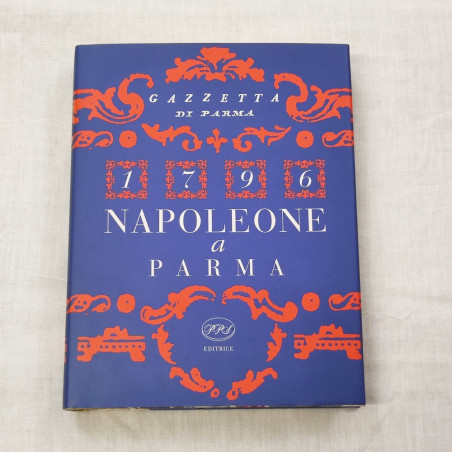 GAZZETTA
DI PARMA
1 7 9 6
NAPOLEONE
a
PARMA
PPS
EDITRICE